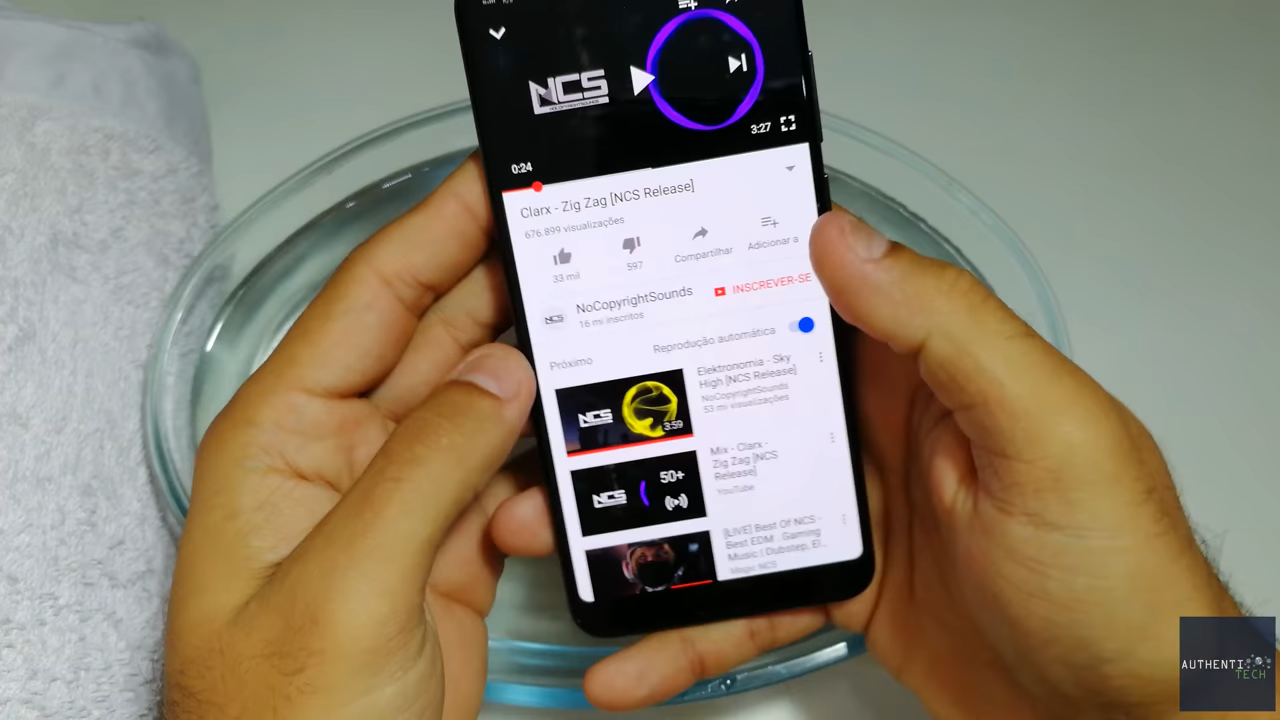 NCS
3:27
0:24
Clarx - Zig Zag [NCS Release]
676.899 visualizações
33 mil
597
Compartilhar
Adicionar a
NoCopyrightSounds
16 mi inscritos
INSCREVER-SE
NCS
Próximo
Reprodução automática
NCS
3:59
Elektronomia - Sky
High [NCS Release]
NoCopyrightSounds
53 mi visualizações
NCS
50+
Mix - Clarx -
Zig Zag [NCS
Release]
YouTube
[LIVE] Best Of NCS -
Best EDM . Gaming
Music | Dubstep, El...
Magic NCS
AUTHENTI
TECH